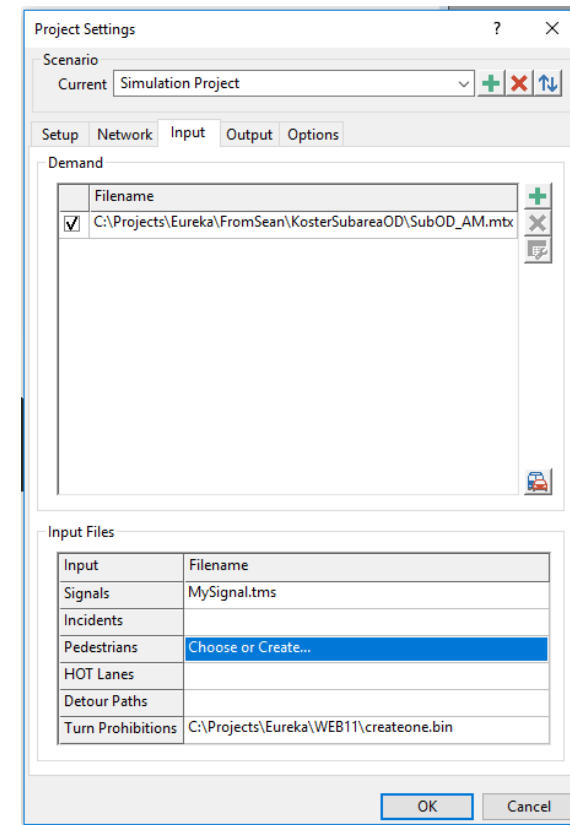 Project Settings ? ×
Scenario
Current Simulation Project
Setup Network Input Output Options
Demand
Filename
C:\Projects\Eureka\FromSean\KosterSubareaOD\SubOD_AM.mtx
Input Files
Input Filename
Signals MySignal.tms
Incidents
Pedestrians Choose or Create...
HOT Lanes
Detour Paths
Turn Prohibitions C:\Projects\Eureka\WEB11\createone.bin
OK Cancel